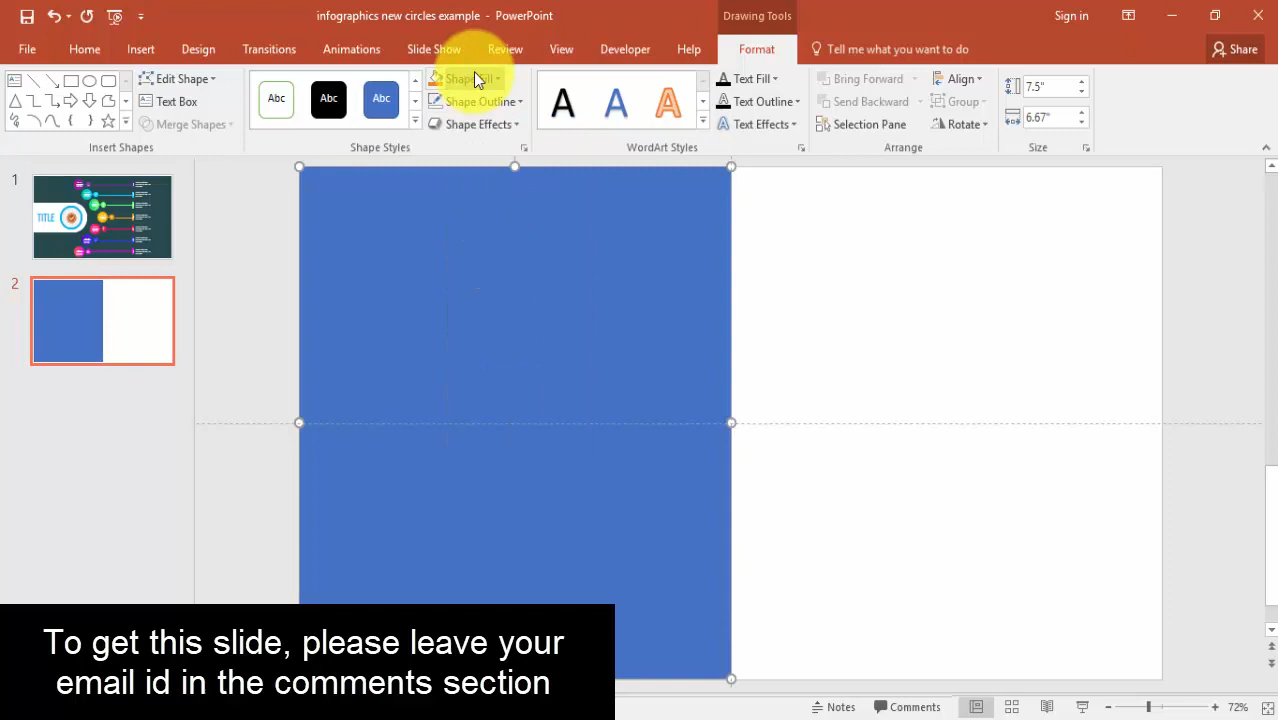 infographics new circles example - PowerPoint
Drawing Tools
Sign in
File Home Insert Design Transitions Animations Slide Show Review View Developer Help Format Tell me what you want to do Share
Edit Shape
Text Box
Merge Shapes
Insert Shapes
Abc Abc Abc
Shape Fill
Shape Outline
Shape Effects
Shape Styles
A A A
Text Fill
Text Outline
Text Effects
WordArt Styles
Bring Forward
Send Backward
Selection Pane
Align
Group
Rotate
Arrange
7.5"
6.67"
Size
1
TITLE
2
To get this slide, please leave your
email id in the comments section
Notes Comments 72%